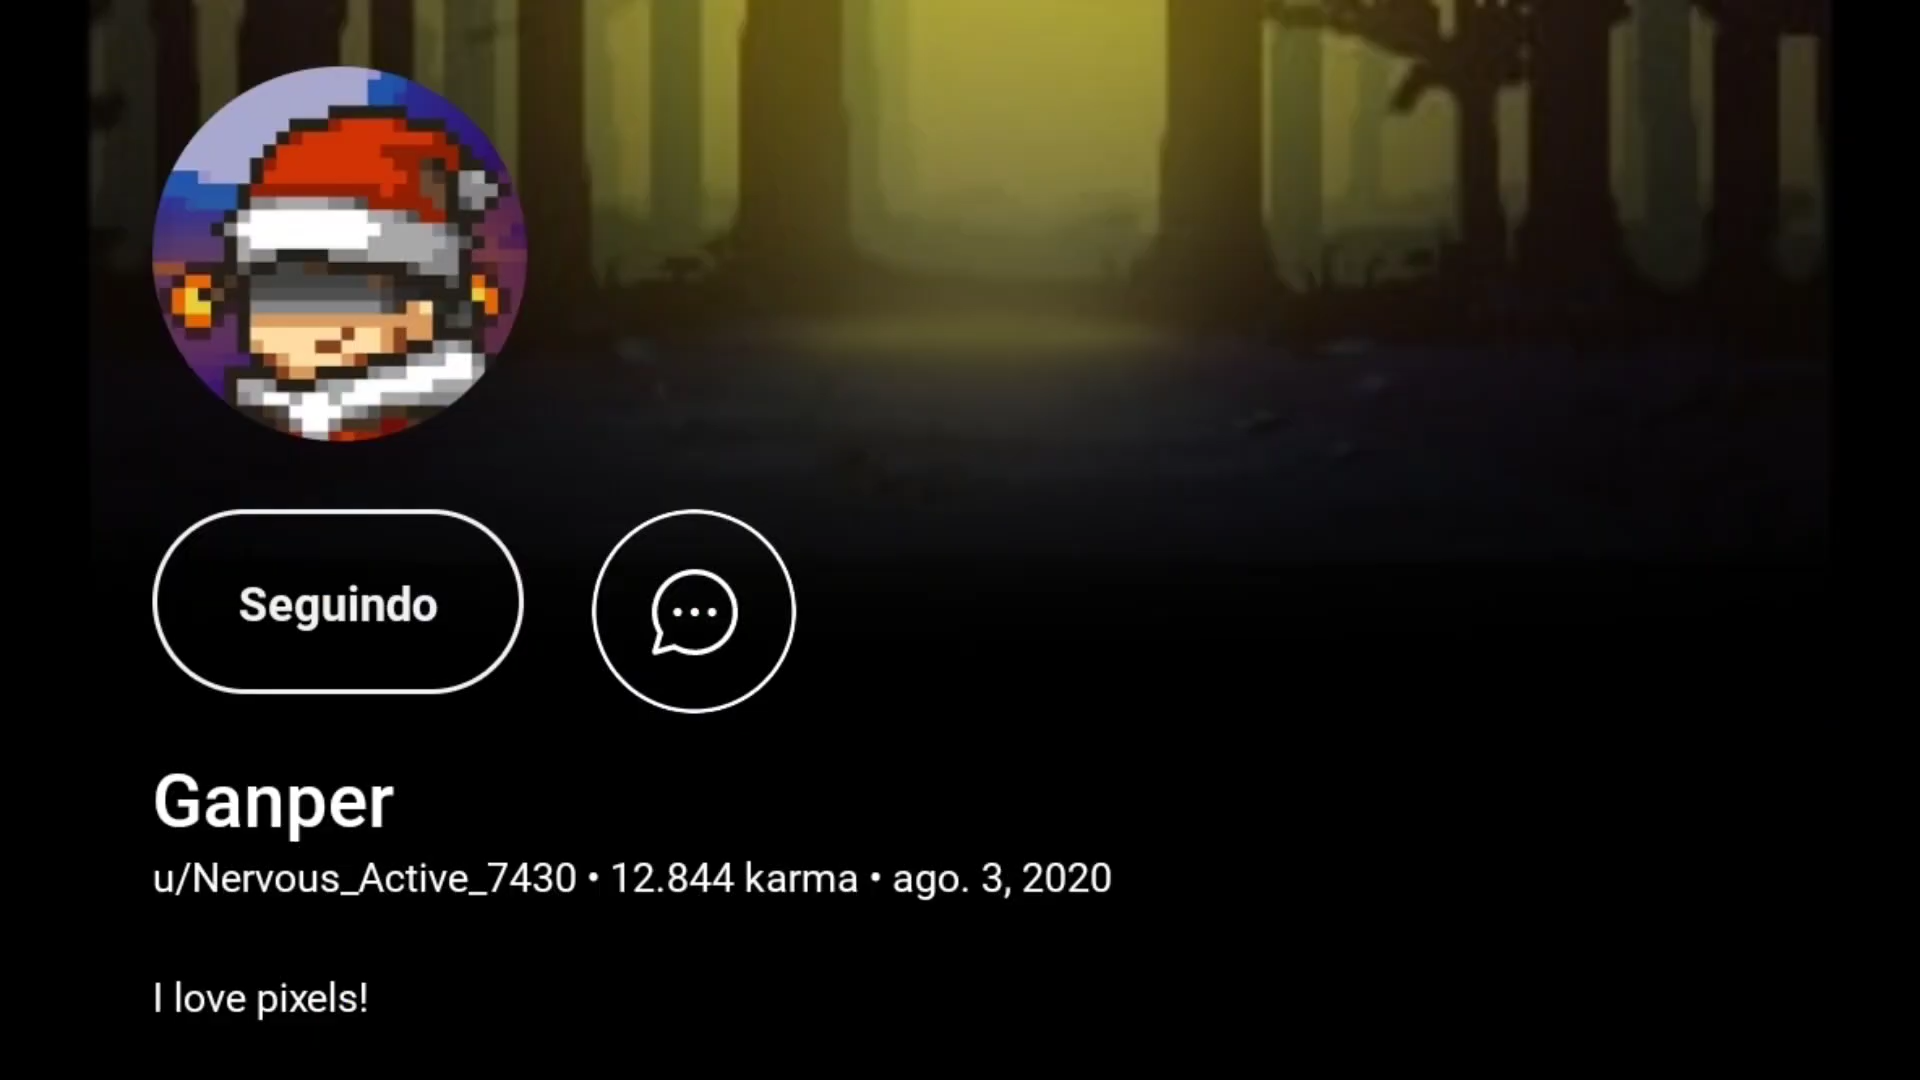 Seguindo
Ganper
u/Nervous_Active_7430 • 12.844 karma • ago. 3, 2020
I love pixels!